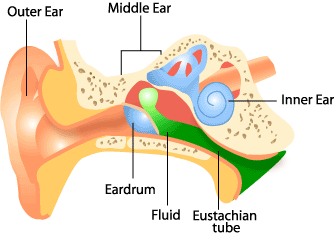 Middle Ear
Outer Ear
Inner Ear
Eardrum
Fluid
Eustachian
tube